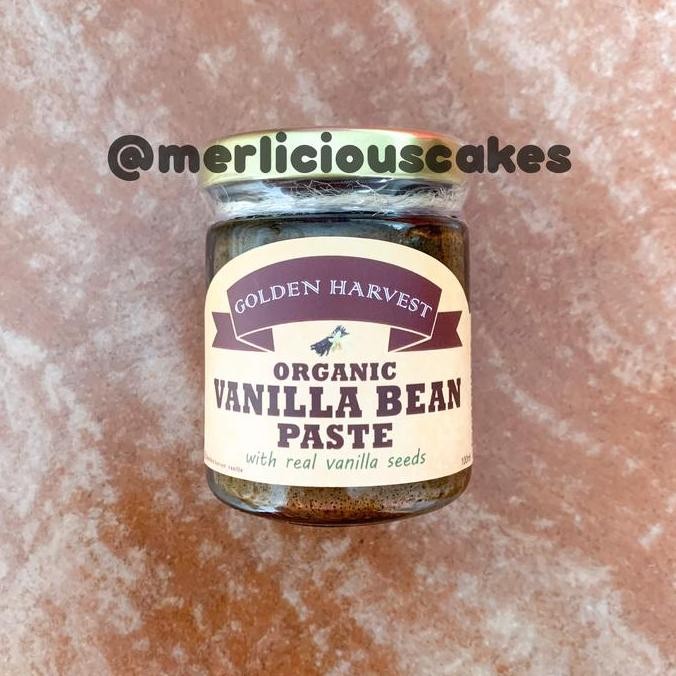 @merliciouscakes
GOLDEN HARVEST
ORGANIC
VANILLA BEAN
PASTE
with real vanilla seeds